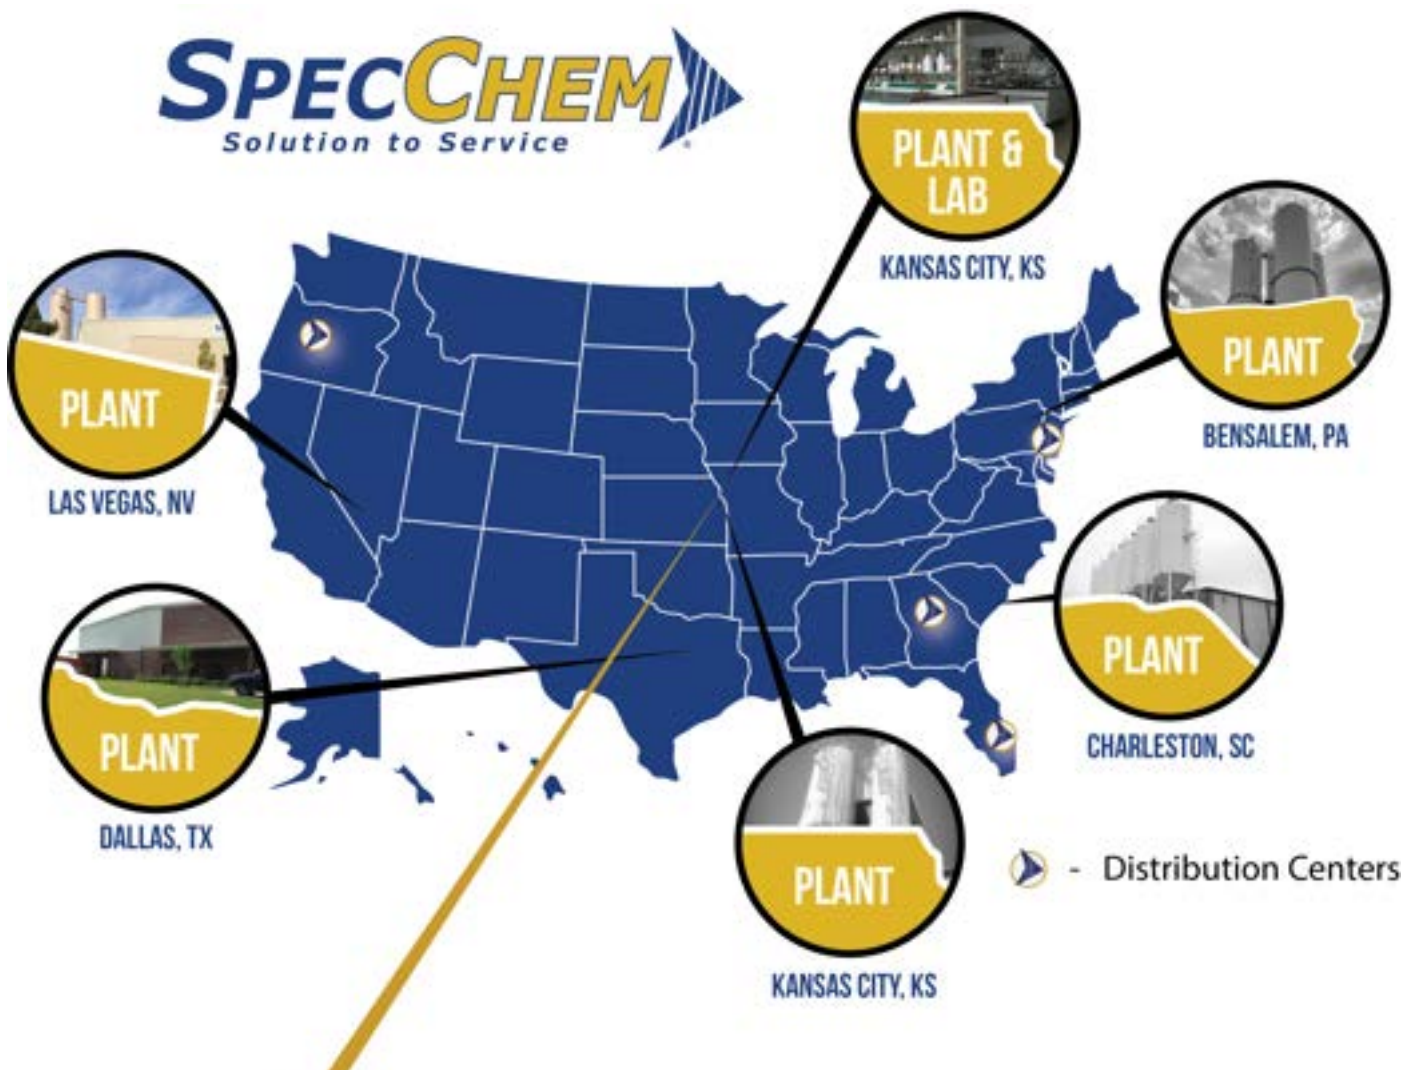 SPECCHEM
Solution to Service
PLANT &
LAB
KANSAS CITY, KS
PLANT
BENSALEM, PA
PLANT
LAS VEGAS, NV
PLANT
CHARLESTON, SC
PLANT
DALLAS, TX
PLANT
KANSAS CITY, KS
- Distribution Centers